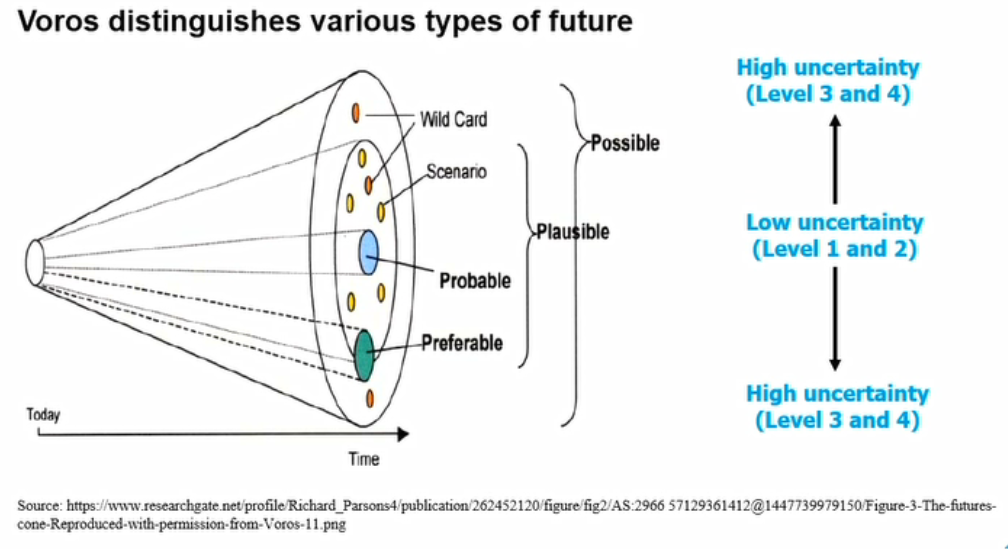 Voros distinguishes various types of future
High uncertainty
(Level 3 and 4)
Wild Card
Possible
Scenario
Plausible
Low uncertainty
(Level 1 and 2)
Probable
Preferable
High uncertainty
(Level 3 and 4)
Today
Time
Source: https://www.researchgate.net/profile/Richard_Parsons4/publication/262452120/figure/fig2/AS:2966 57129361412@1447739979150/Figure-3-The-futures-
cone-Reproduced-with-permission-from-Voros-11.png